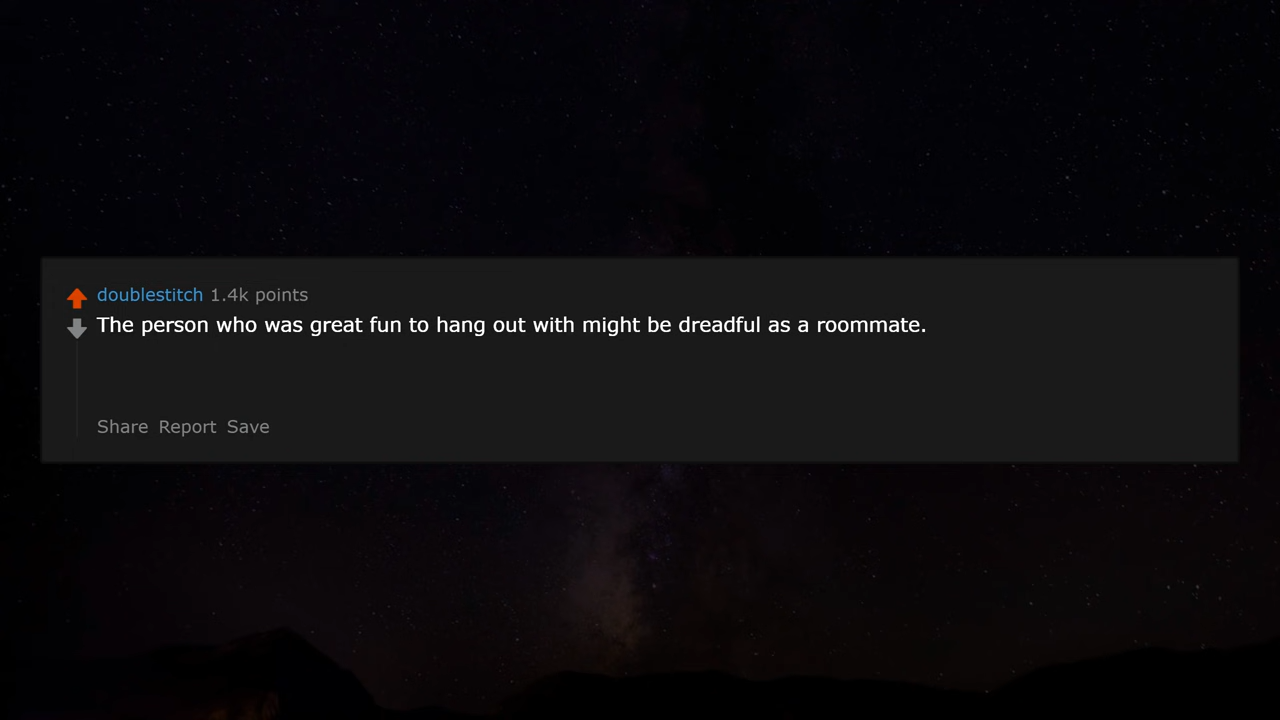 doublestitch 1.4k points
The person who was great fun to hang out with might be dreadful as a roommate.
Share Report Save